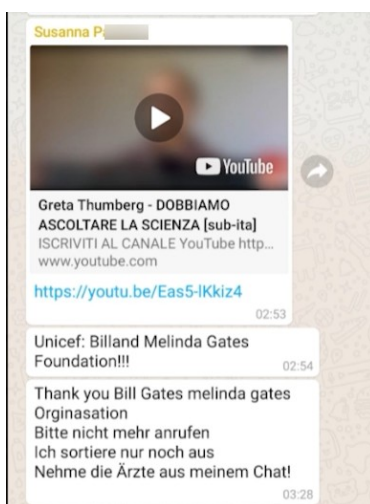 Susanna P
YouTube
Greta Thumberg - DOBBIAMO
ASCOLTARE LA SCIENZA [sub-ita]
ISCRIVITI AL CANALE YouTube http...
www.youtube.com
https://youtu.be/Eas5-lKkiz4
02:53
Unicef: Billand Melinda Gates
Foundation!!!
02:54
Thank you Bill Gates melinda gates
Orginasation
Bitte nicht mehr anrufen
Ich sortiere nur noch aus
Nehme die Ärzte aus meinem Chat!
03:28